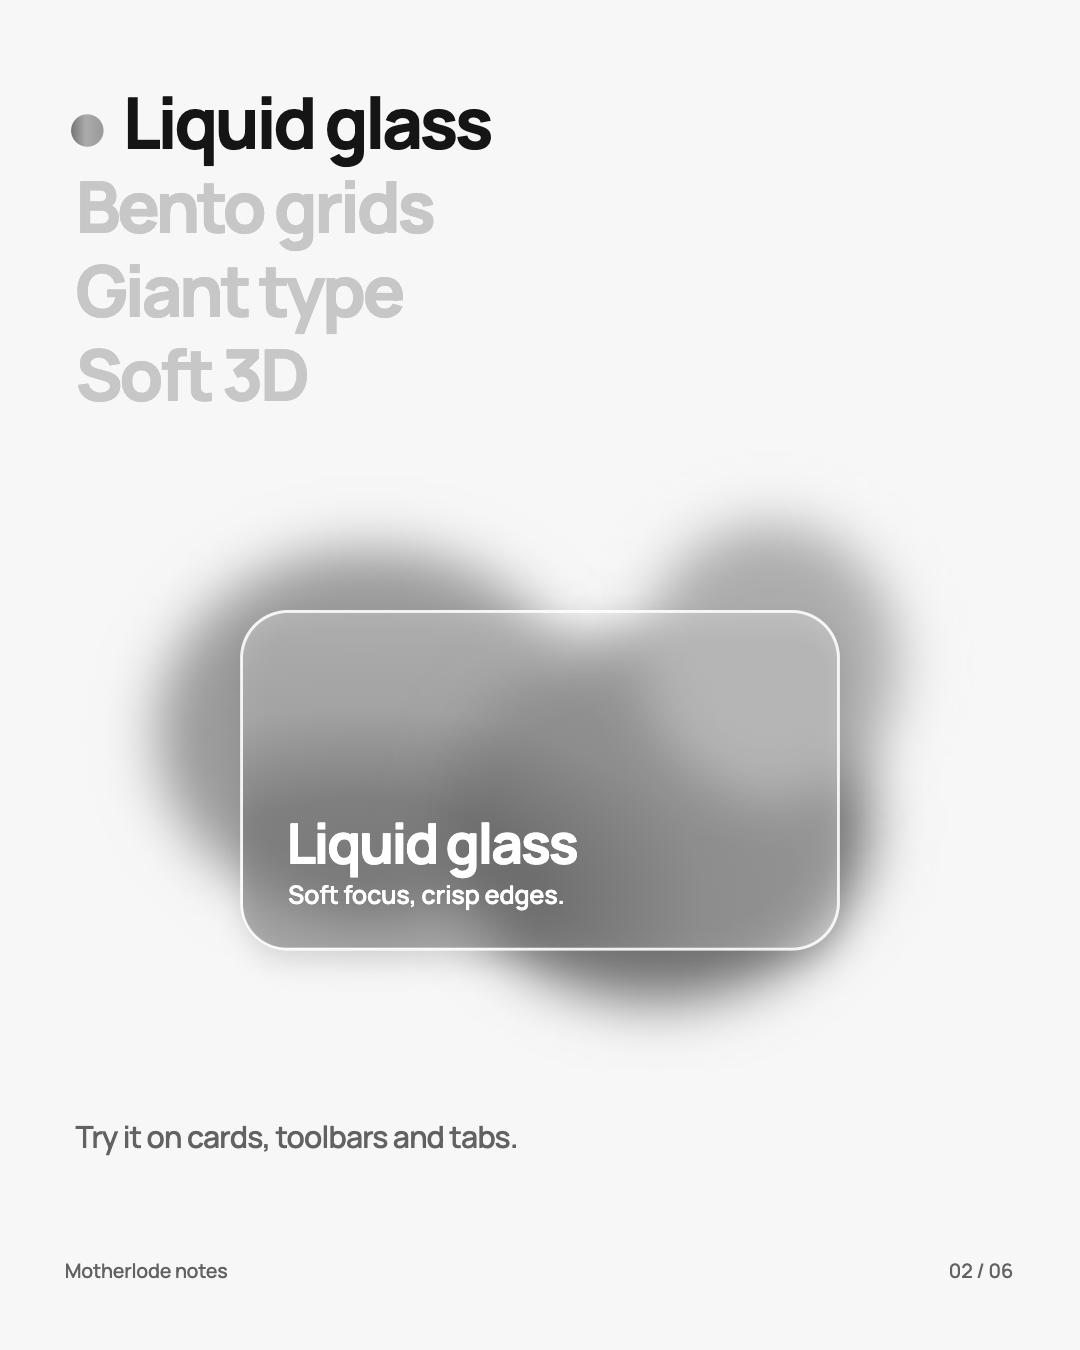 Liquid glass
Bento grids
Giant type
Soft 3D
Liquid glass
Soft focus, crisp edges.
Try it on cards, toolbars and tabs.
Motherlode notes
02 / 06